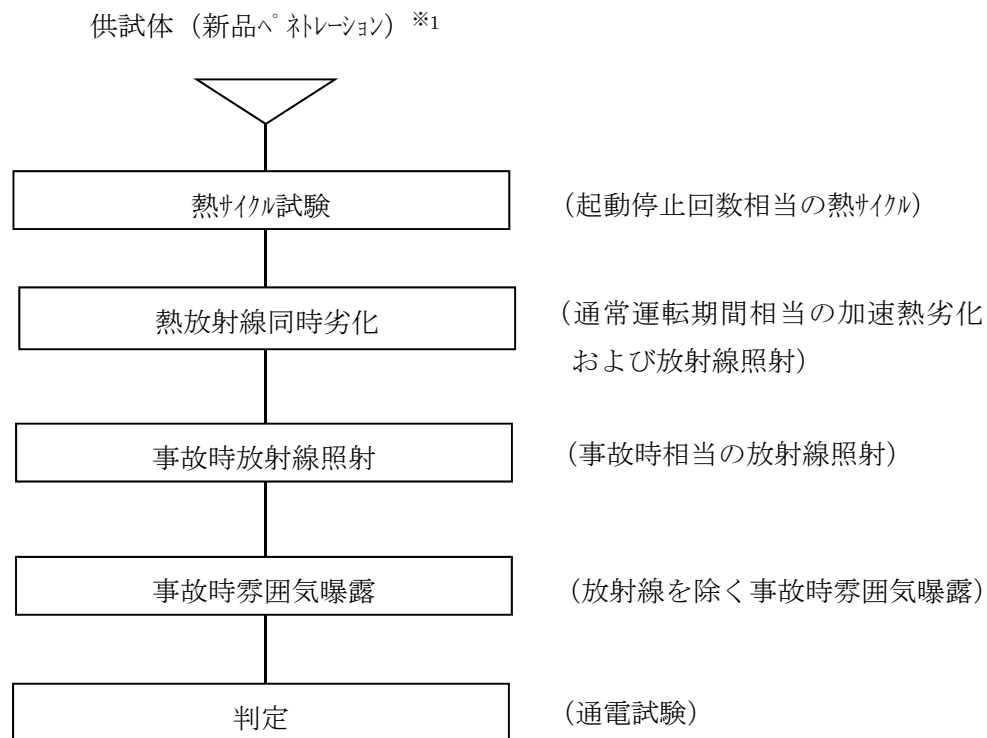 供試体（新品ﾍﾟﾈﾄﾚｰｼｮﾝ）※1
熱ｻｲｸﾙ試験
（起動停止回数相当の熱ｻｲｸﾙ）
熱放射線同時劣化
（通常運転期間相当の加速熱劣化
および放射線照射）
事故時放射線照射
（事故時相当の放射線照射）
事故時雰囲気曝露
（放射線を除く事故時雰囲気曝露）
判定
（通電試験）